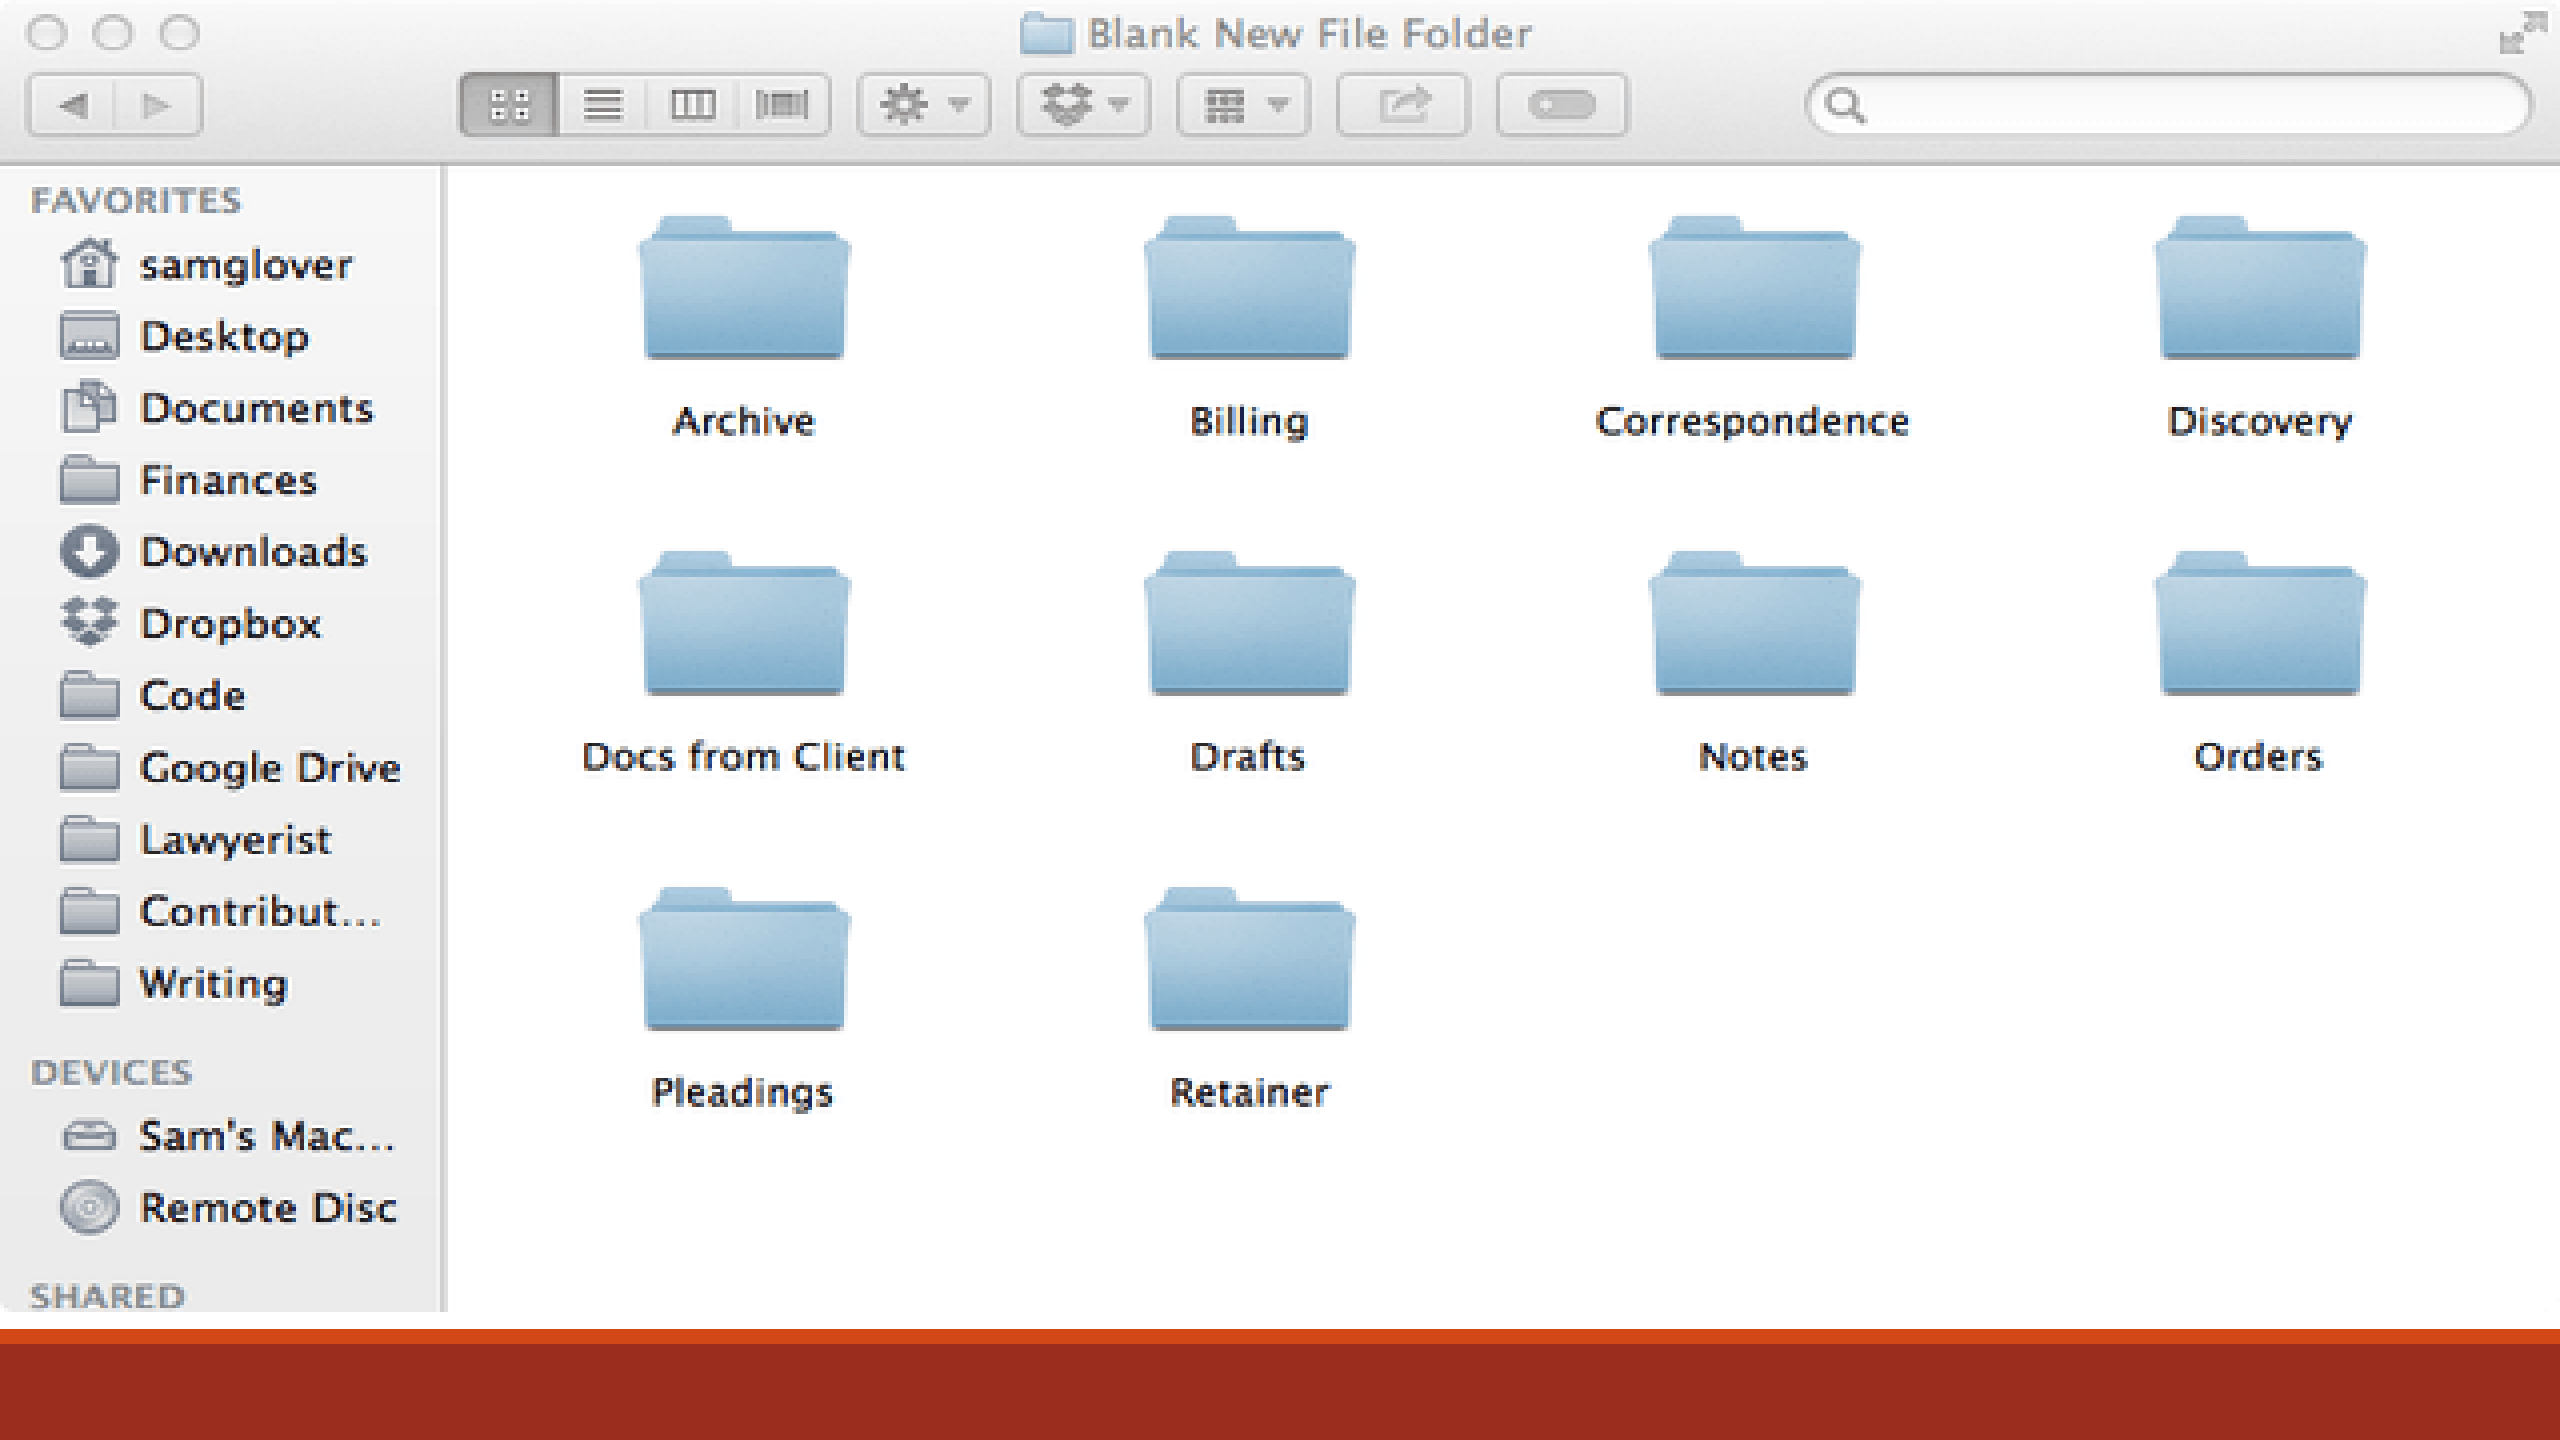 Blank New File Folder
FAVORITES
samglover
Desktop
Documents
Finances
Downloads
Dropbox
Code
Google Drive
Lawyerist
Contribut...
Writing
DEVICES
Sam's Mac...
Remote Disc
SHARED
Archive Billing Correspondence Discovery
Docs from Client Drafts Notes Orders
Pleadings Retainer